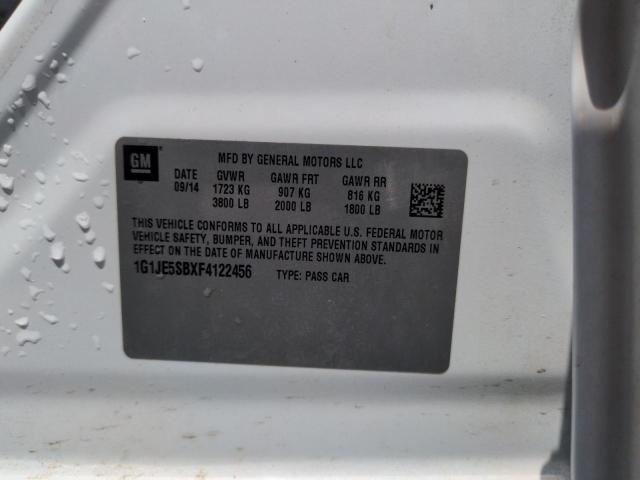 GM
MFD BY GENERAL MOTORS LLC
DATE GVWR GAWR FRT GAWR RR
09/14 1723 KG 907 KG 816 KG
3800 LB 2000 LB 1800 LB
THIS VEHICLE CONFORMS TO ALL APPLICABLE U.S. FEDERAL MOTOR
VEHICLE SAFETY, BUMPER, AND THEFT PREVENTION STANDARDS IN
EFFECT ON THE DATE OF MANUFACTURE SHOWN ABOVE.
1G1JE5SBXF4122456 TYPE: PASS CAR